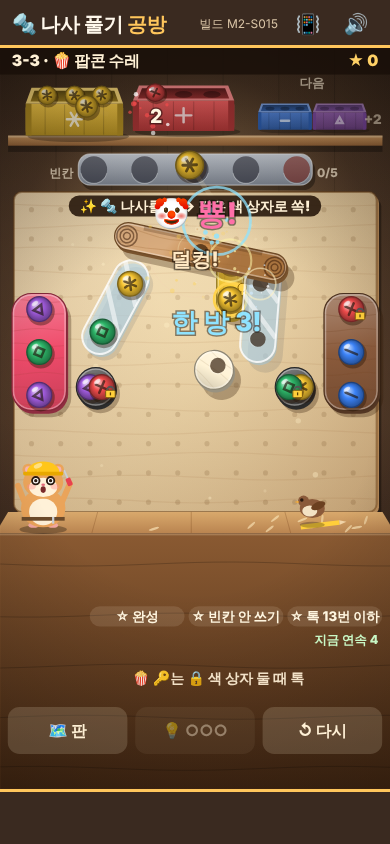 🔩 나사 풀기 공방 빌드 M2-S015
3-3 · 🍿 팝콘 수레 ★ 0
다음
2
+2
빈칸 0/5
✨ 🔩 나사를 색 상자로 쏙!
뿅!
덜컹!
한 방 3!
☆ 완성 ☆ 빈칸 안 쓰기 ☆ 톡 13번 이하
지금 연속 4
🍿 🔑는 🔒 색 상자 둘 때 톡
🗺️ 판 💡 ○○○ ↺ 다시